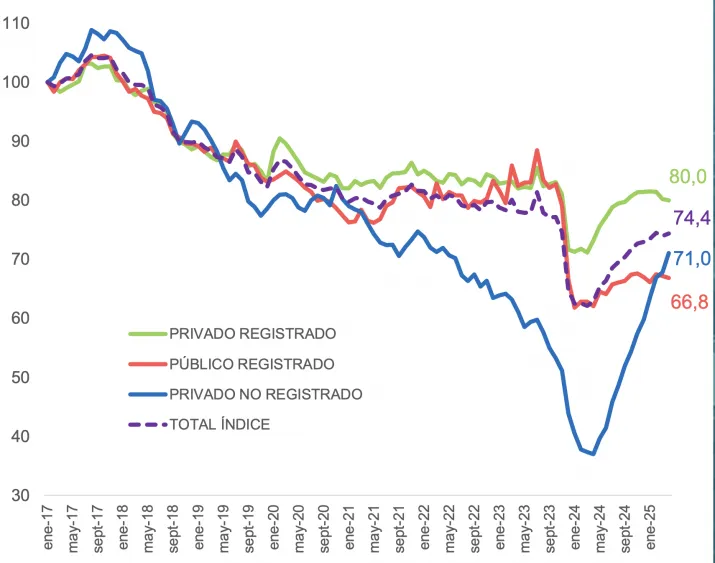 110
100
90
80
70
60
50
40
30
80,0
74,4
71,0
66,8
PRIVADO REGISTRADO
PÚBLICO REGISTRADO
PRIVADO NO REGISTRADO
TOTAL ÍNDICE
ene-17
may-17
sept-17
ene-18
may-18
sept-18
ene-19
may-19
sept-19
ene-20
may-20
sept-20
ene-21
may-21
sept-21
ene-22
may-22
sept-22
ene-23
may-23
sept-23
ene-24
may-24
sept-24
ene-25